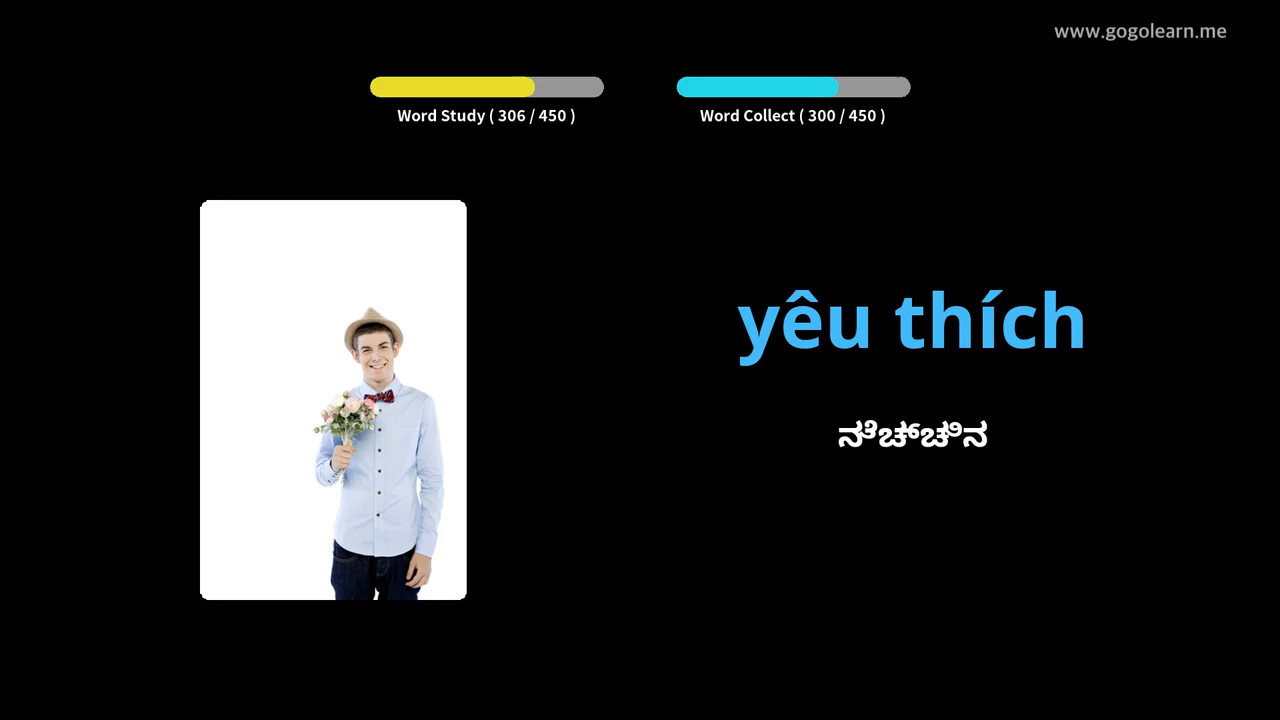 www.gogolearn.me
Word Study ( 306 / 450 )
Word Collect ( 300 / 450 )
yêu thích
ನೆಚ್ಚಿನ